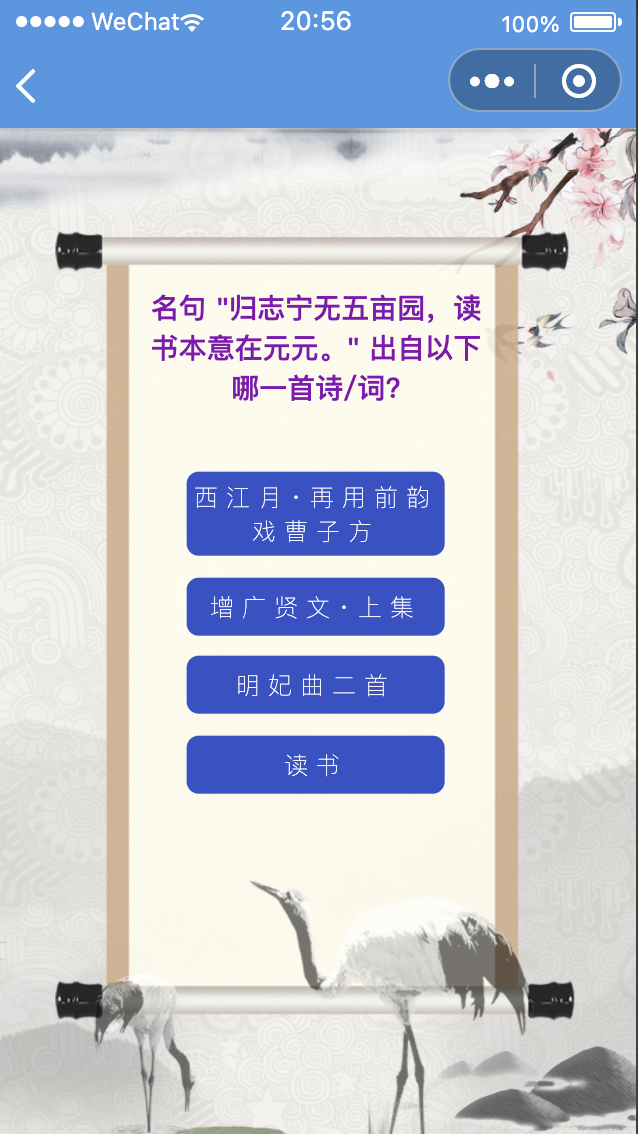 WeChat 20:56 100%
名句 "归志宁无五亩园，读
书本意在元元。" 出自以下
哪一首诗/词?
西江月·再用前韵
戏曹子方
增广贤文·上集
明妃曲二首
读书